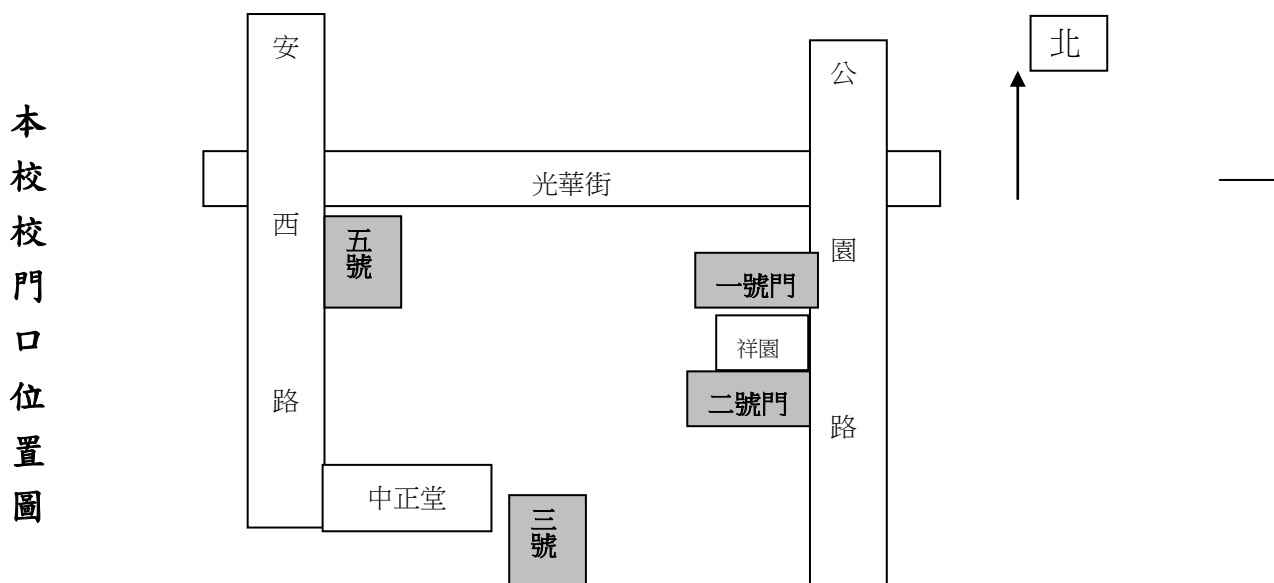 本校校門口位置圖
安西路
公園路
北
光華街
五號
一號門
祥園
二號門
中正堂
三號